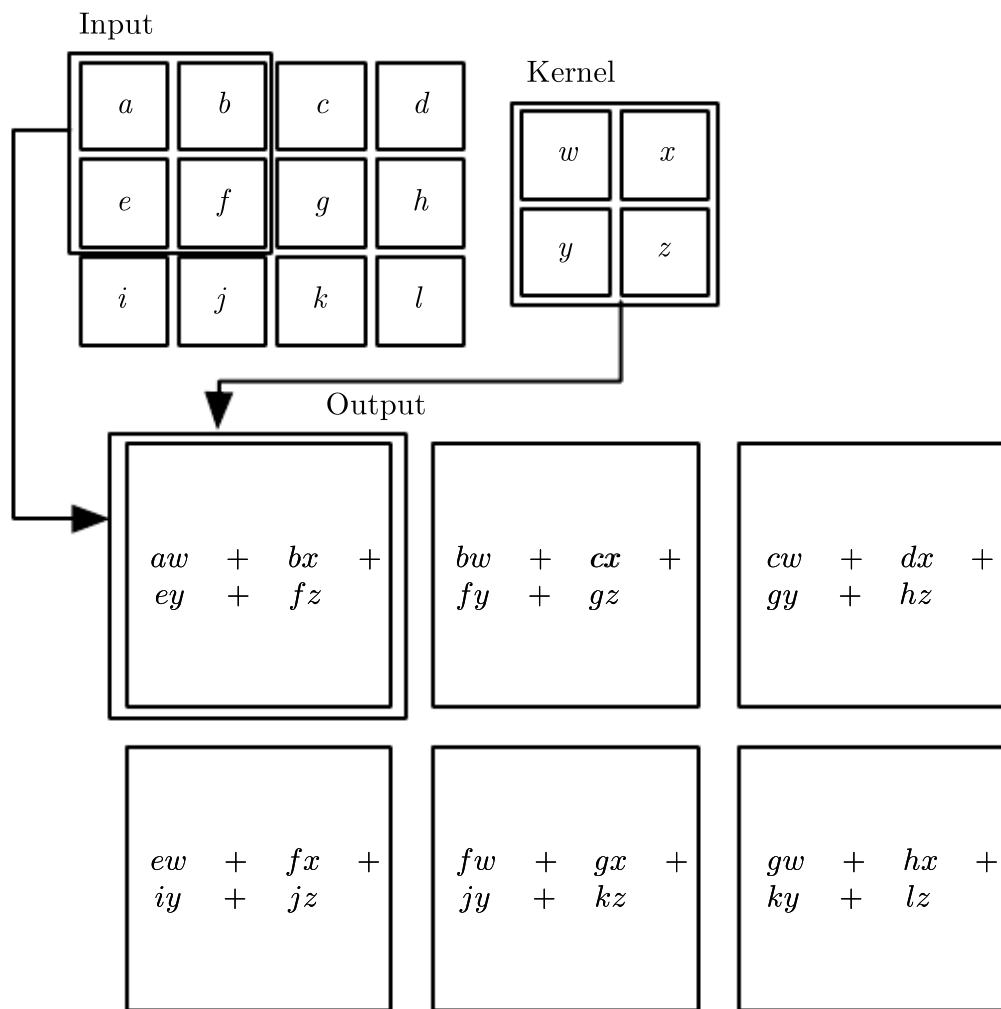 Input
Kernel
a b c d
w x
e f g h
y z
i j k l
Output
aw + bx +
ey + fz
bw + cx +
fy + gz
cw + dx +
gy + hz
ew + fx +
iy + jz
fw + gx +
jy + kz
gw + hx +
ky + lz